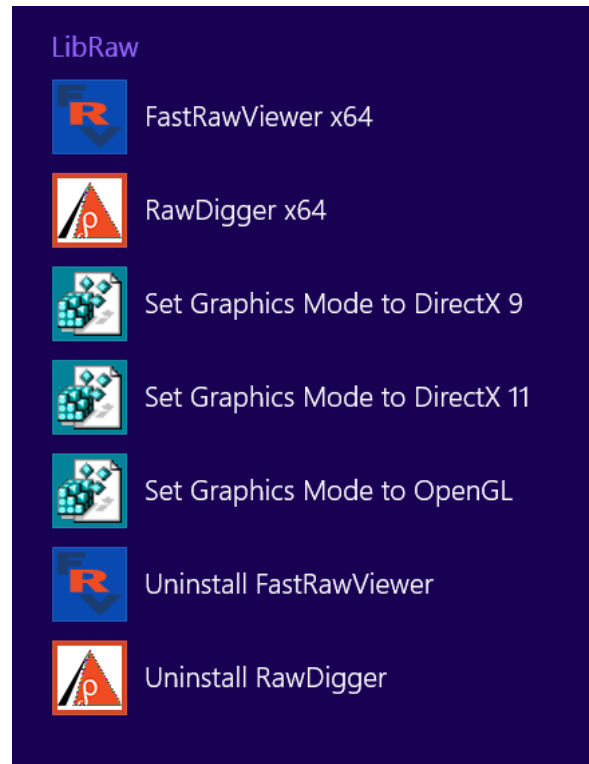 LibRaw
FastRawViewer x64
RawDigger x64
Set Graphics Mode to DirectX 9
Set Graphics Mode to DirectX 11
Set Graphics Mode to OpenGL
Uninstall FastRawViewer
Uninstall RawDigger